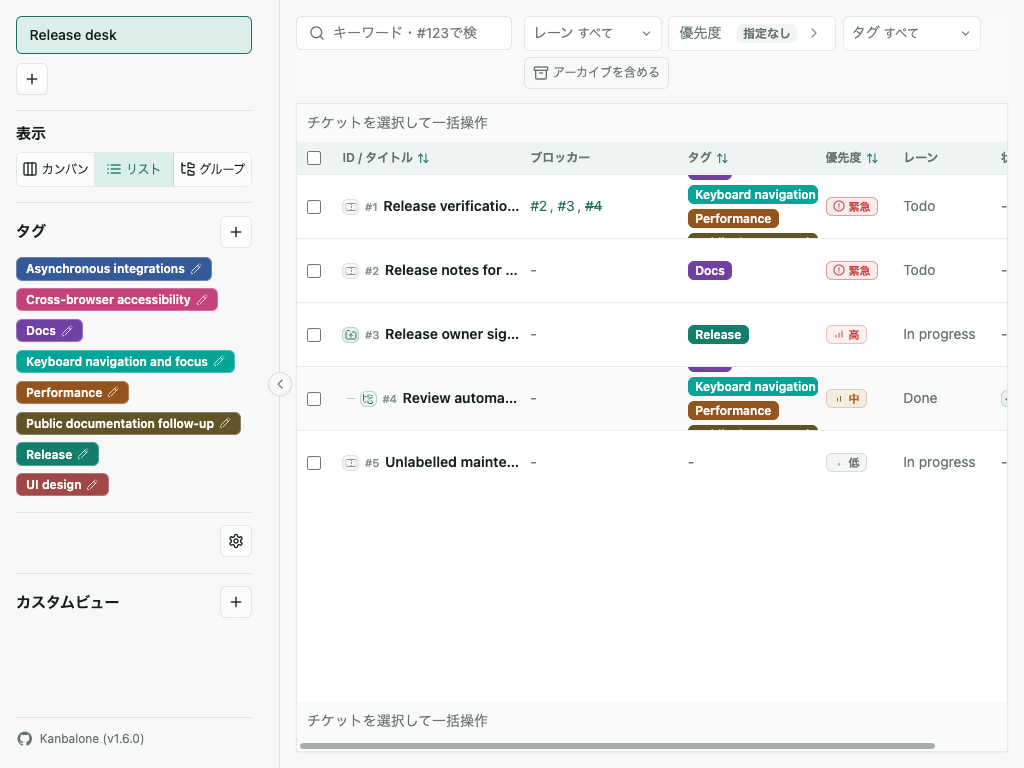 Release desk
表示
カンバン
リスト
グループ
タグ
Asynchronous integrations
Cross-browser accessibility
Docs
Keyboard navigation and focus
Performance
Public documentation follow-up
Release
UI design
カスタムビュー
Kanbalone (v1.6.0)
キーワード・#123で検
レーン すべて
優先度 指定なし
タグ すべて
アーカイブを含める
チケットを選択して一括操作
ID / タイトル ブロッカー タグ 優先度 レーン
#1 Release verificatio... #2 , #3 , #4 Keyboard navigation 緊急 Todo -
Performance
#2 Release notes for ... - Docs 緊急 Todo -
#3 Release owner sig... - Release 高 In progress -
#4 Review automa... - Keyboard navigation 中 Done
Performance
#5 Unlabelled mainte... - - 低 In progress -
チケットを選択して一括操作